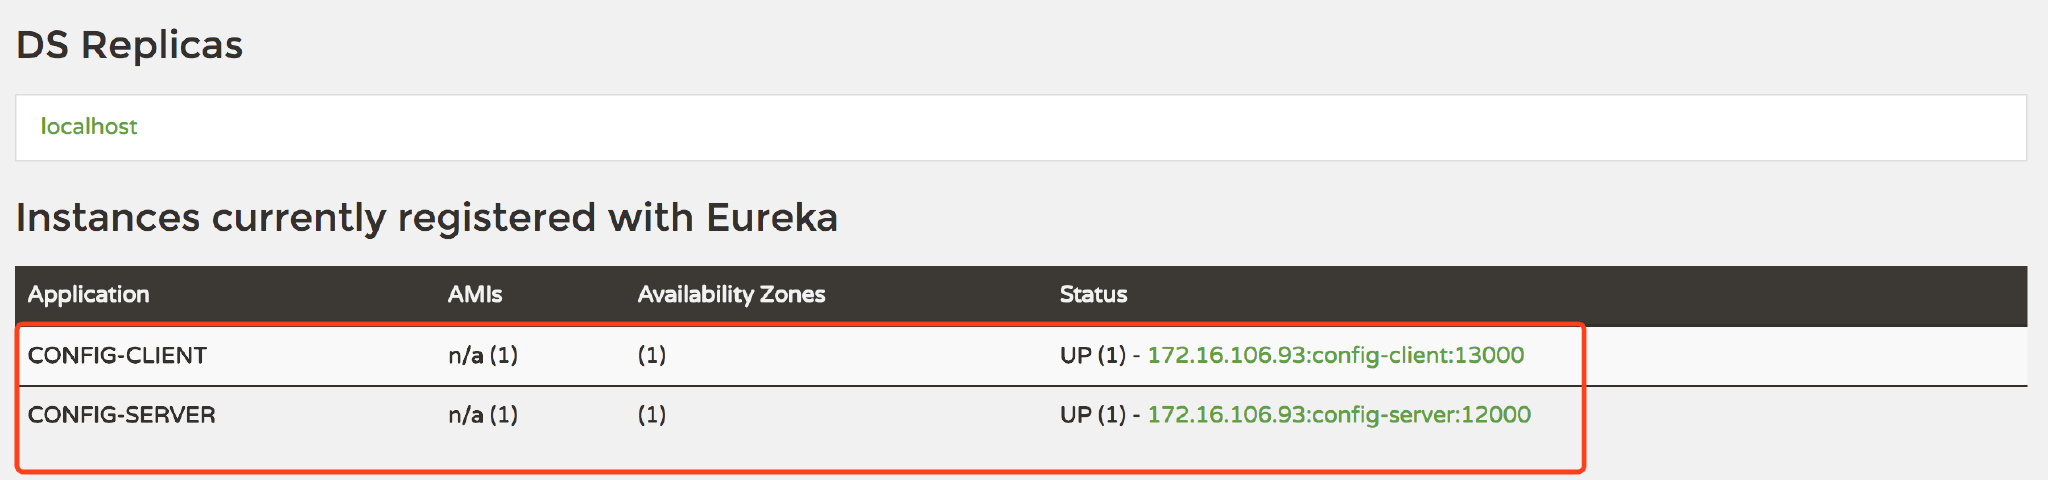 DS Replicas
localhost
Instances currently registered with Eureka
Application AMIs Availability Zones Status
CONFIG-CLIENT n/a (1) (1) UP (1) - 172.16.106.93:config-client:13000
CONFIG-SERVER n/a (1) (1) UP (1) - 172.16.106.93:config-server:12000